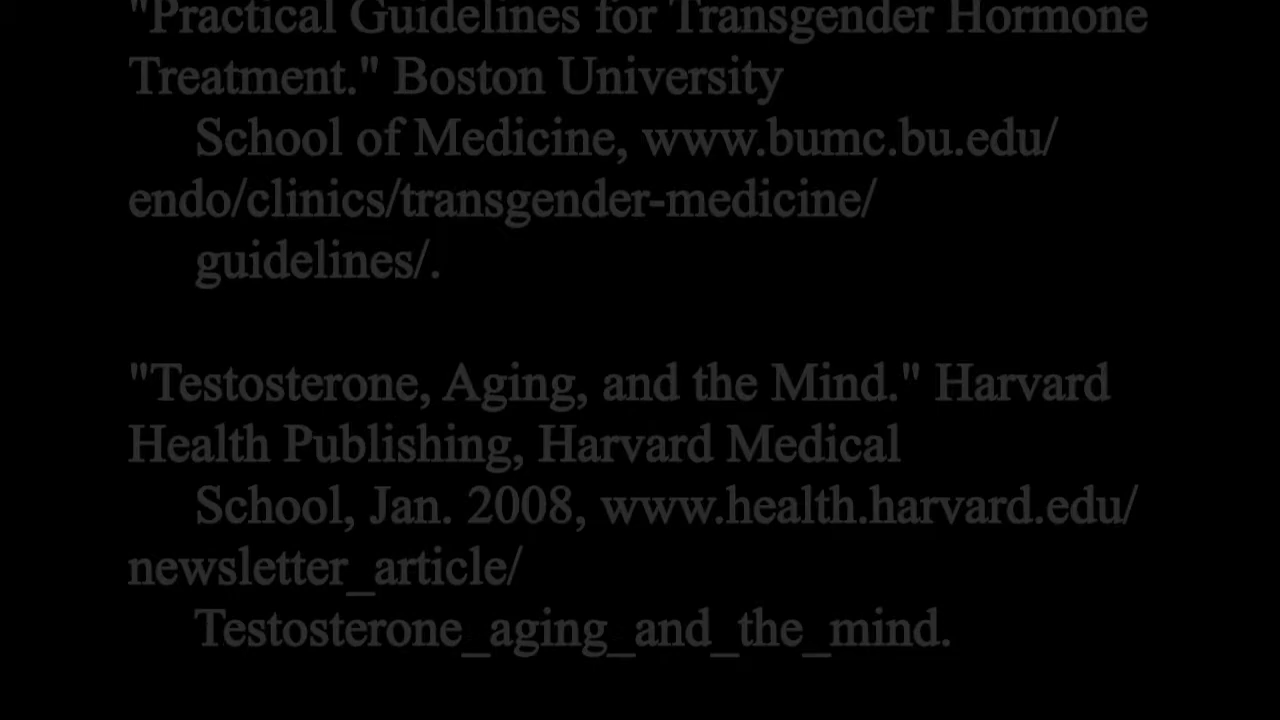 "Practical Guidelines for Transgender Hormone
Treatment." Boston University
School of Medicine, www.bumc.bu.edu/
endo/clinics/transgender-medicine/
guidelines/.
"Testosterone, Aging, and the Mind." Harvard
Health Publishing, Harvard Medical
School, Jan. 2008, www.health.harvard.edu/
newsletter_article/
Testosterone_aging_and_the_mind.